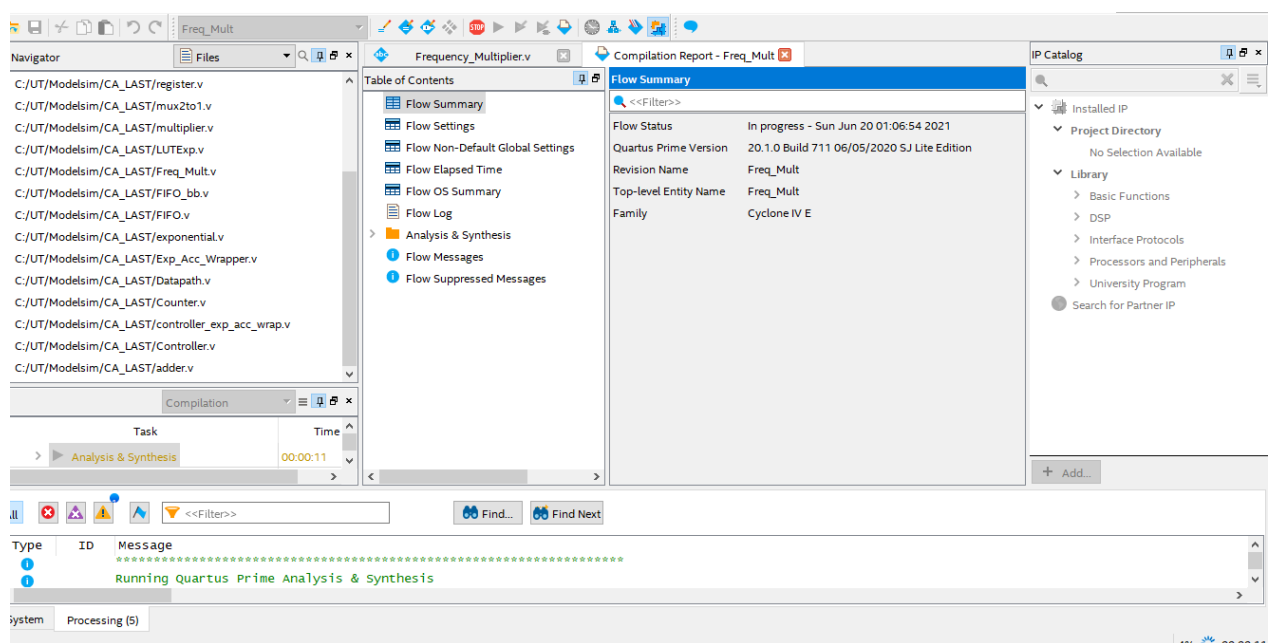 Freq_Mult
Navigator
Files
C:/UT/Modelsim/CA_LAST/register.v
C:/UT/Modelsim/CA_LAST/mux2to1.v
C:/UT/Modelsim/CA_LAST/multiplier.v
C:/UT/Modelsim/CA_LAST/LUTExp.v
C:/UT/Modelsim/CA_LAST/Freq_Mult.v
C:/UT/Modelsim/CA_LAST/FIFO_bb.v
C:/UT/Modelsim/CA_LAST/FIFO.v
C:/UT/Modelsim/CA_LAST/exponential.v
C:/UT/Modelsim/CA_LAST/Exp_Acc_Wrapper.v
C:/UT/Modelsim/CA_LAST/Datapath.v
C:/UT/Modelsim/CA_LAST/Counter.v
C:/UT/Modelsim/CA_LAST/controller_exp_acc_wrap.v
C:/UT/Modelsim/CA_LAST/Controller.v
C:/UT/Modelsim/CA_LAST/adder.v
Compilation
Task Time
Analysis & Synthesis 00:00:11
Frequency_Multiplier.v
Compilation Report - Freq_Mult
Table of Contents
Flow Summary
Flow Settings
Flow Non-Default Global Settings
Flow Elapsed Time
Flow OS Summary
Flow Log
Analysis & Synthesis
Flow Messages
Flow Suppressed Messages
Flow Summary
<<Filter>>
Flow Status In progress - Sun Jun 20 01:06:54 2021
Quartus Prime Version 20.1.0 Build 711 06/05/2020 SJ Lite Edition
Revision Name Freq_Mult
Top-level Entity Name Freq_Mult
Family Cyclone IV E
IP Catalog
Installed IP
Project Directory
No Selection Available
Library
Basic Functions
DSP
Interface Protocols
Processors and Peripherals
University Program
Search for Partner IP
+ Add...
<<Filter>>
Find...
Find Next
Type ID Message
*******************************************************************
Running Quartus Prime Analysis & Synthesis
System
Processing (5)